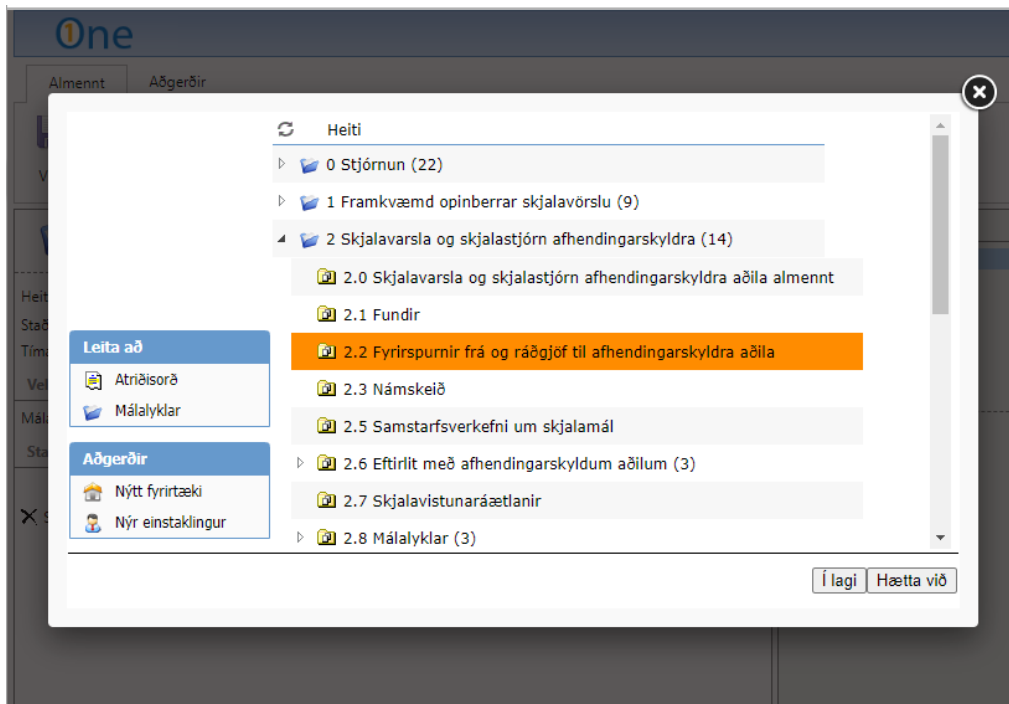 One
Almennt Aðgerðir
Heiti
0 Stjórnun (22)
1 Framkvæmd opinberrar skjalavörslu (9)
2 Skjalavarsla og skjalastjórn afhendingarskyldra (14)
2.0 Skjalavarsla og skjalastjórn afhendingarskyldra aðila almennt
2.1 Fundir
2.2 Fyrirspurnir frá og ráðgjöf til afhendingarskyldra aðila
2.3 Námskeið
2.5 Samstarfsverkefni um skjalamál
2.6 Eftirlit með afhendingarskyldum aðilum (3)
2.7 Skjalavistunaráætlanir
2.8 Málalyklar (3)
Leita að
Atriðisorð
Málalyklar
Aðgerðir
Nýtt fyrirtæki
Nýr einstaklingur
Í lagi Hætta við